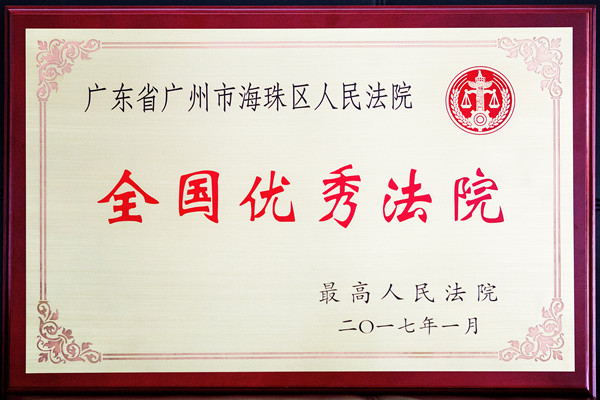 广东省广州市海珠区人民法院
全国优秀法院
最高人民法院
二〇一七年一月